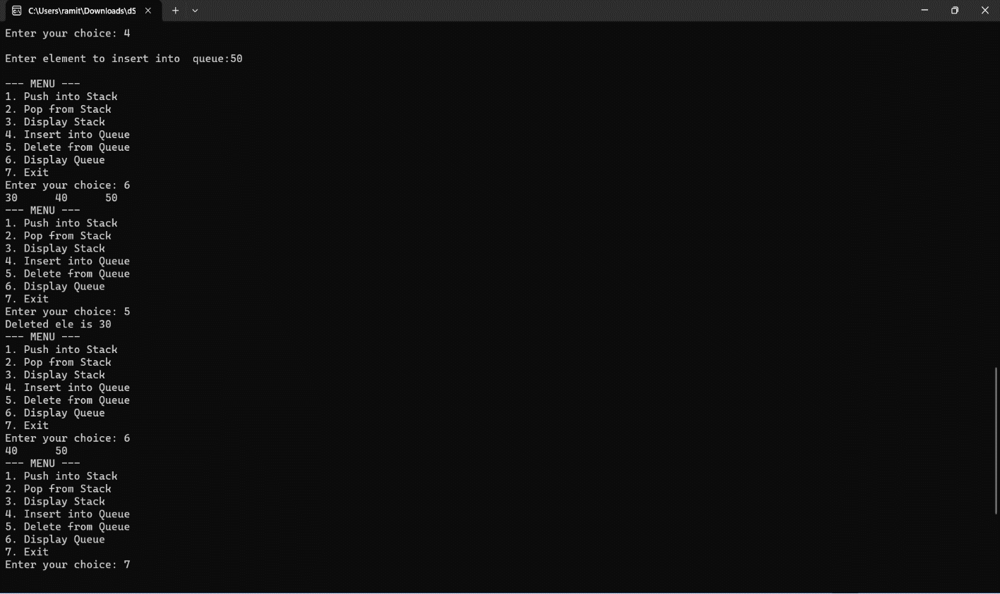 C:\Users\ramit\Downloads\dS
Enter your choice: 4
Enter element to insert into  queue:50
--- MENU ---
1. Push into Stack
2. Pop from Stack
3. Display Stack
4. Insert into Queue
5. Delete from Queue
6. Display Queue
7. Exit
Enter your choice: 6
30      40      50
--- MENU ---
1. Push into Stack
2. Pop from Stack
3. Display Stack
4. Insert into Queue
5. Delete from Queue
6. Display Queue
7. Exit
Enter your choice: 5
Deleted ele is 30
--- MENU ---
1. Push into Stack
2. Pop from Stack
3. Display Stack
4. Insert into Queue
5. Delete from Queue
6. Display Queue
7. Exit
Enter your choice: 6
40      50
--- MENU ---
1. Push into Stack
2. Pop from Stack
3. Display Stack
4. Insert into Queue
5. Delete from Queue
6. Display Queue
7. Exit
Enter your choice: 7